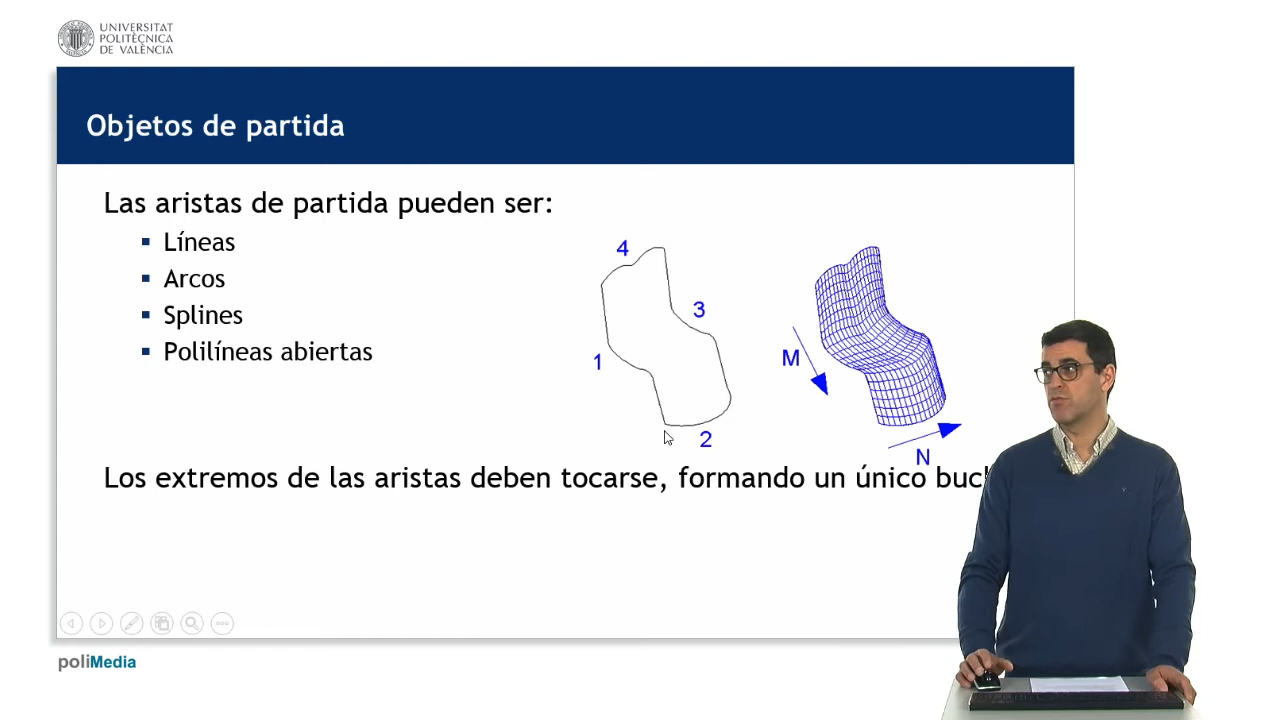 UNIVERSITAT
POLITÈCNICA
DE VALÈNCIA
Objetos de partida
Las aristas de partida pueden ser:
Líneas
Arcos
Splines
Polilíneas abiertas
4
3
1
2
M
N
Los extremos de las aristas deben tocarse, formando un único
poliMedia